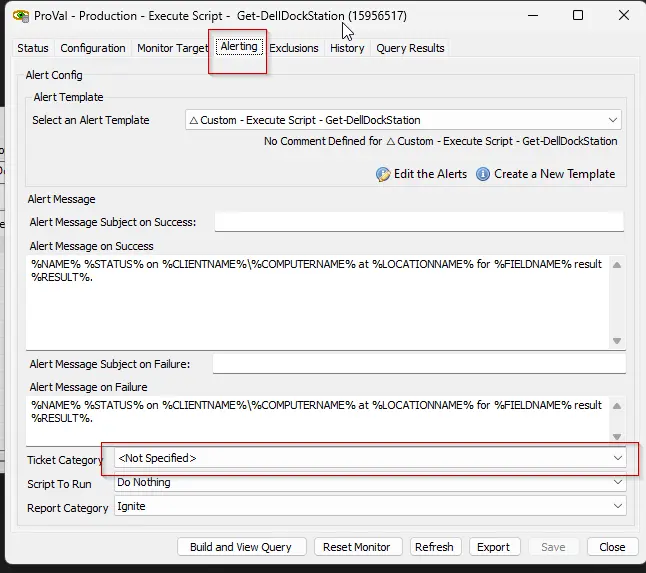 ProVal - Production - Execute Script - Get-DellDockStation (15956517)
Status Configuration Monitor Target Alerting Exclusions History Query Results
Alert Config
Alert Template
Select an Alert Template △ Custom - Execute Script - Get-DellDockStation
No Comment Defined for △ Custom - Execute Script - Get-DellDockStation
Edit the Alerts Create a New Template
Alert Message
Alert Message Subject on Success:
Alert Message on Success
%NAME% %STATUS% on %CLIENTNAME%\%COMPUTERNAME% at %LOCATIONNAME% for %FIELDNAME% result
%RESULT%.
Alert Message Subject on Failure:
Alert Message on Failure
%NAME% %STATUS% on %CLIENTNAME%\%COMPUTERNAME% at %LOCATIONNAME% for %FIELDNAME% result
%RESULT%.
Ticket Category <Not Specified>
Script To Run Do Nothing
Report Category Ignite
Build and View Query Reset Monitor Refresh Export Save Close